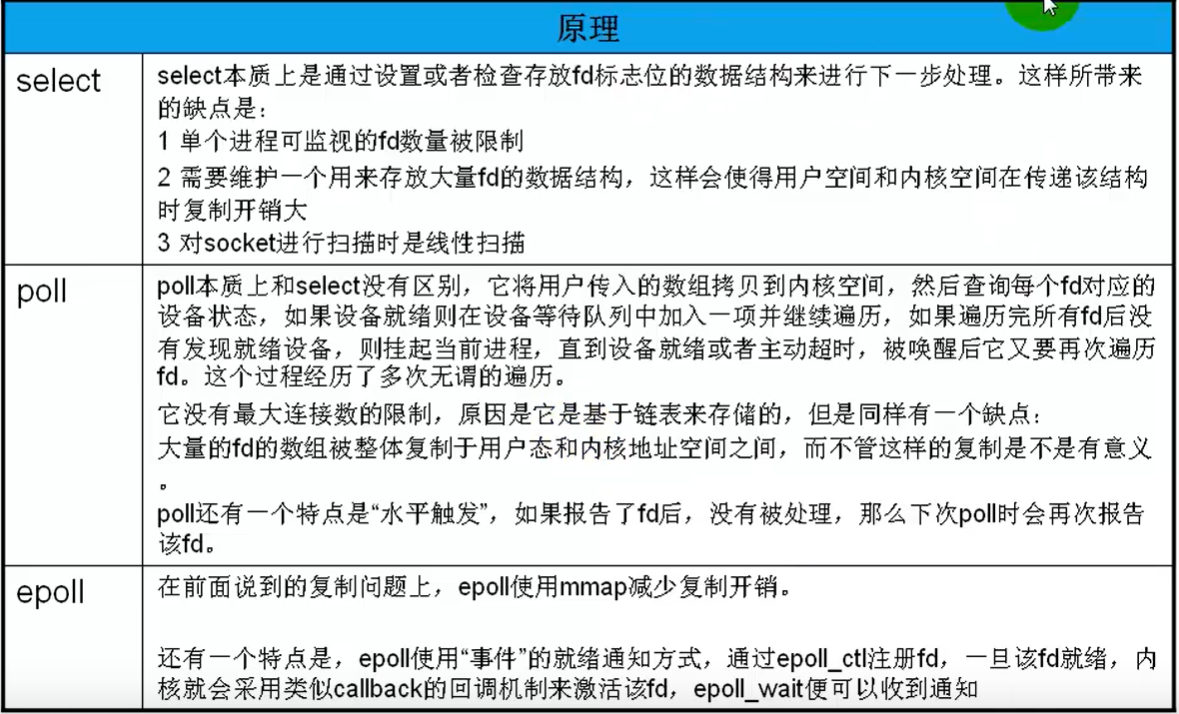 原理
select
select本质上是通过设置或者检查存放fd标志位的数据结构来进行下一步处理。这样所带来
的缺点是：
1 单个进程可监视的fd数量被限制
2 需要维护一个用来存放大量fd的数据结构，这样会使得用户空间和内核空间在传递该结构
时复制开销大
3 对socket进行扫描时是线性扫描
poll
poll本质上和select没有区别，它将用户传入的数组拷贝到内核空间，然后查询每个fd对应的
设备状态，如果设备就绪则在设备等待队列中加入一项并继续遍历，如果遍历完所有fd后没
有发现就绪设备，则挂起当前进程，直到设备就绪或者主动超时，被唤醒后它又要再次遍历
fd。这个过程经历了多次无谓的遍历。
它没有最大连接数的限制，原因是它是基于链表来存储的，但是同样有一个缺点：
大量的fd的数组被整体复制于用户态和内核地址空间之间，而不管这样的复制是不是有意义
。
poll还有一个特点是“水平触发”，如果报告了fd后，没有被处理，那么下次poll时会再次报告
该fd。
epoll
在前面说到的复制问题上，epoll使用mmap减少复制开销。
还有一个特点是，epoll使用“事件”的就绪通知方式，通过epoll_ctl注册fd，一旦该fd就绪，内
核就会采用类似callback的回调机制来激活该fd，epoll_wait便可以收到通知